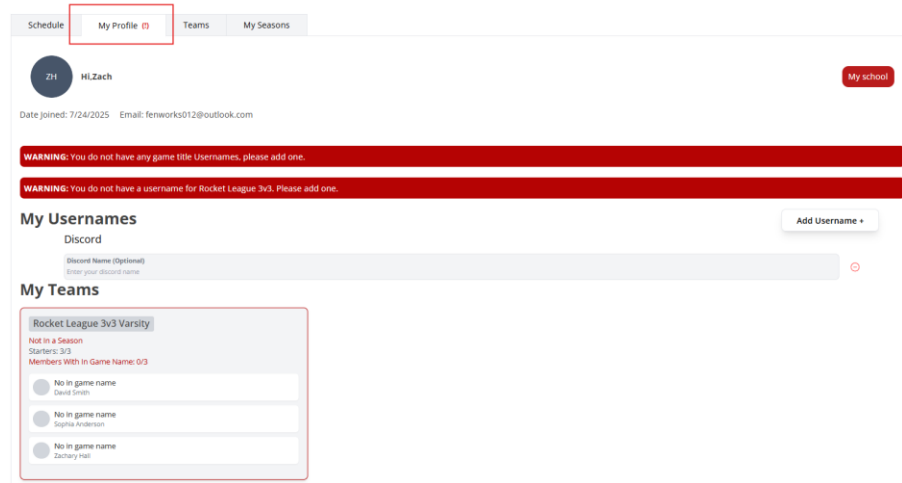 Schedule
My Profile (!)
Teams
My Seasons
ZH
Hi,Zach
My school
Date Joined: 7/24/2025 Email: fenworks012@outlook.com
WARNING: You do not have any game title Usernames, please add one.
WARNING: You do not have a username for Rocket League 3v3. Please add one.
My Usernames
Add Username +
Discord
Discord Name (Optional)
Enter your discord name
My Teams
Rocket League 3v3 Varsity
Not in a Season
Starters: 3/3
Members With In Game Name: 0/3
No in game name
David Smith
No in game name
Sophia Anderson
No in game name
Zachary Hall